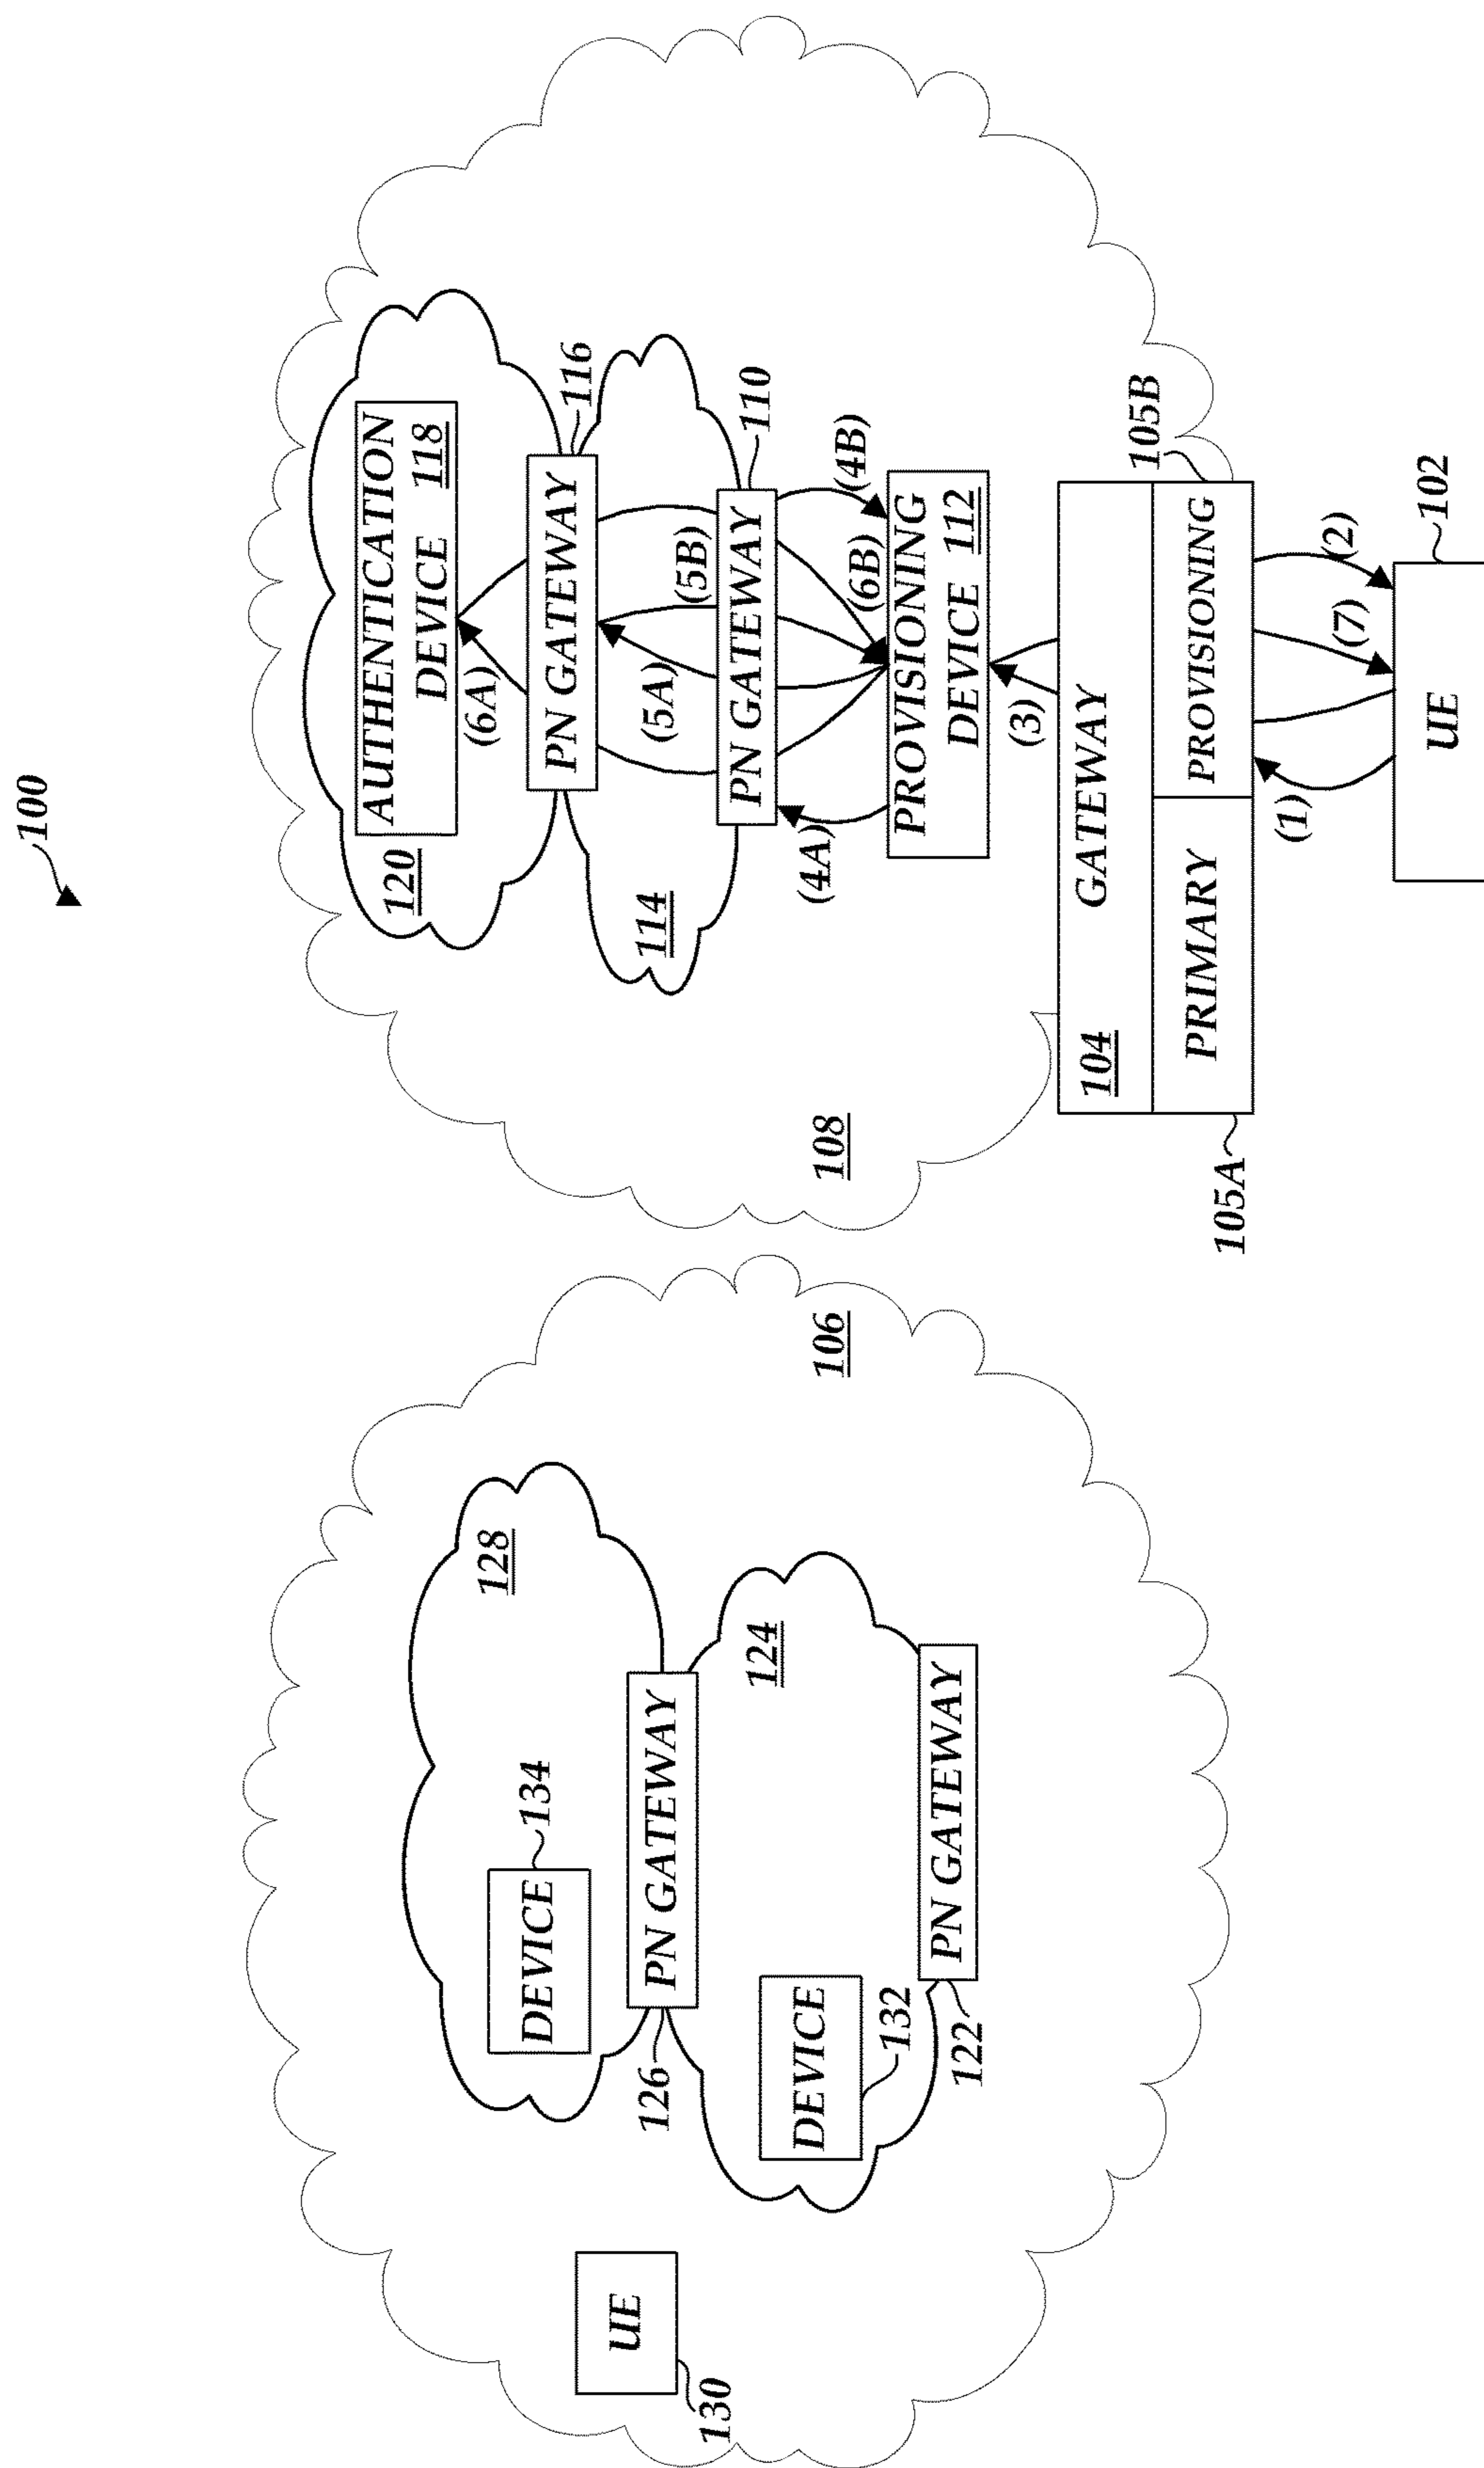 100
128
DEVICE
134
PN GATEWAY
126
124
DEVICE
132
PN GATEWAY
122
UE
130
106
108
AUTHENTICATION
DEVICE 118
120
(6A)
PN GATEWAY
116
114
(5A)
(5B)
PN GATEWAY
110
(4A)
(4B)
(6B)
PROVISIONING
DEVICE 112
(3)
104
GATEWAY
PRIMARY
PROVISIONING
105A
105B
(1)
(7)
(2)
UE
102